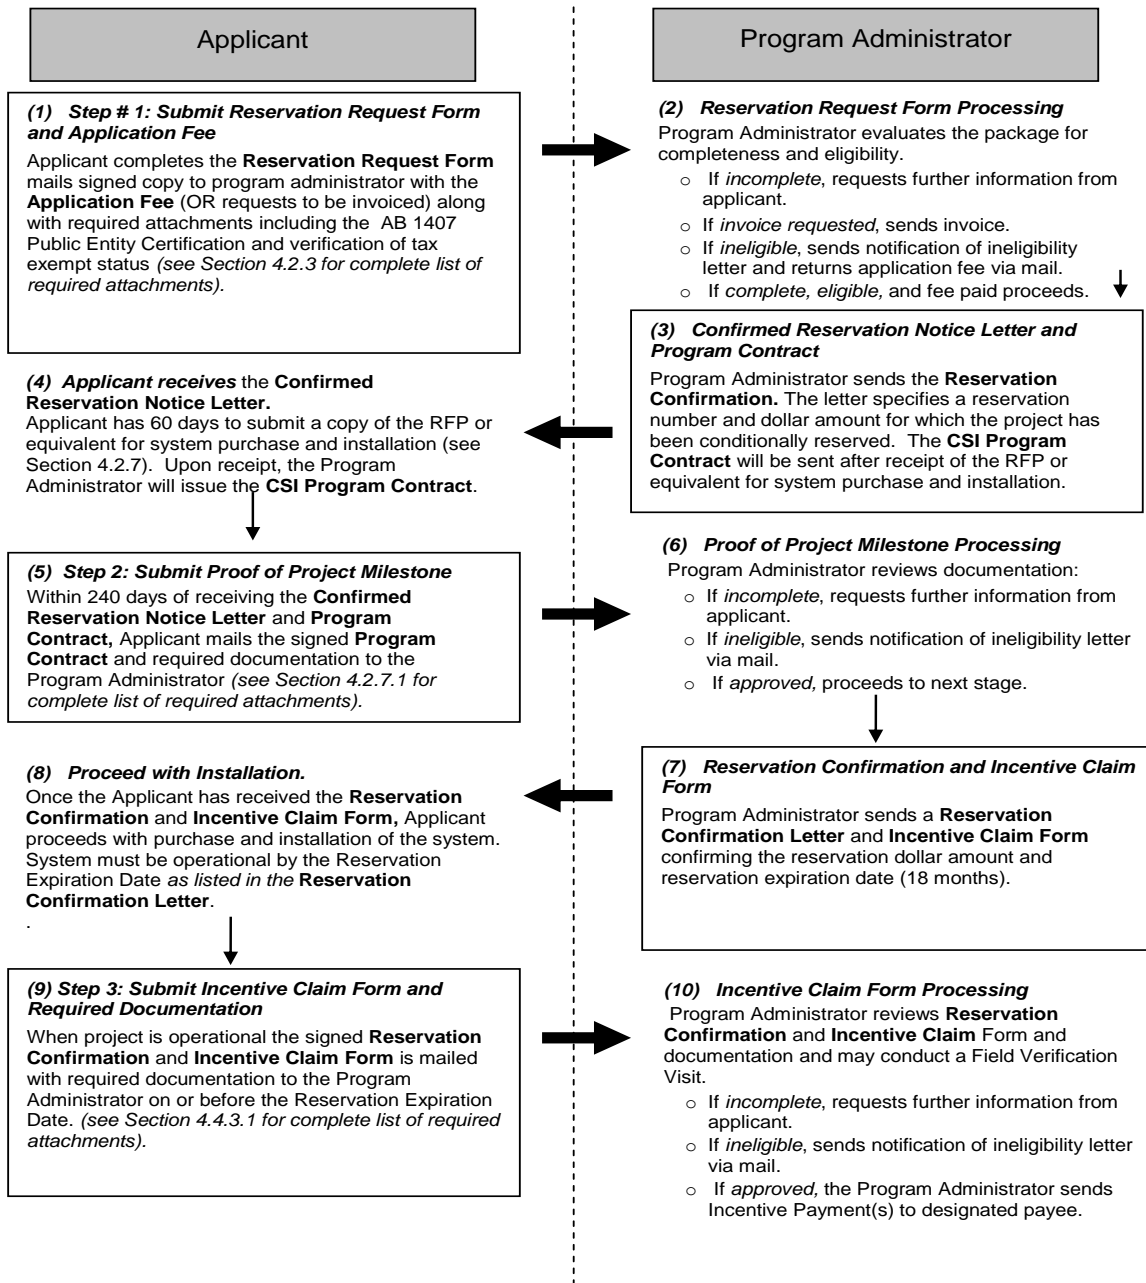 Applicant
Program Administrator
(1) Step # 1: Submit Reservation Request Form
and Application Fee
Applicant completes the Reservation Request Form
mails signed copy to program administrator with the
Application Fee (OR requests to be invoiced) along
with required attachments including the AB 1407
Public Entity Certification and verification of tax
exempt status (see Section 4.2.3 for complete list of
required attachments).
(2) Reservation Request Form Processing
Program Administrator evaluates the package for
completeness and eligibility.
o If incomplete, requests further information from
applicant.
o If invoice requested, sends invoice.
o If ineligible, sends notification of ineligibility
letter and returns application fee via mail.
o If complete, eligible, and fee paid proceeds.
(3) Confirmed Reservation Notice Letter and
Program Contract
Program Administrator sends the Reservation
Confirmation. The letter specifies a reservation
number and dollar amount for which the project has
been conditionally reserved. The CSI Program
Contract will be sent after receipt of the RFP or
equivalent for system purchase and installation.
(4) Applicant receives the Confirmed
Reservation Notice Letter.
Applicant has 60 days to submit a copy of the RFP or
equivalent for system purchase and installation (see
Section 4.2.7). Upon receipt, the Program
Administrator will issue the CSI Program Contract.
(5) Step 2: Submit Proof of Project Milestone
Within 240 days of receiving the Confirmed
Reservation Notice Letter and Program
Contract, Applicant mails the signed Program
Contract and required documentation to the
Program Administrator (see Section 4.2.7.1 for
complete list of required attachments).
(6) Proof of Project Milestone Processing
Program Administrator reviews documentation:
o If incomplete, requests further information from
applicant.
o If ineligible, sends notification of ineligibility letter
via mail.
o If approved, proceeds to next stage.
(7) Reservation Confirmation and Incentive Claim
Form
Program Administrator sends a Reservation
Confirmation Letter and Incentive Claim Form
confirming the reservation dollar amount and
reservation expiration date (18 months).
(8) Proceed with Installation.
Once the Applicant has received the Reservation
Confirmation and Incentive Claim Form, Applicant
proceeds with purchase and installation of the system.
System must be operational by the Reservation
Expiration Date as listed in the Reservation
Confirmation Letter.
.
(9) Step 3: Submit Incentive Claim Form and
Required Documentation
When project is operational the signed Reservation
Confirmation and Incentive Claim Form is mailed
with required documentation to the Program
Administrator on or before the Reservation Expiration
Date. (see Section 4.4.3.1 for complete list of required
attachments).
(10) Incentive Claim Form Processing
Program Administrator reviews Reservation
Confirmation and Incentive Claim Form and
documentation and may conduct a Field Verification
Visit.
o If incomplete, requests further information from
applicant.
o If ineligible, sends notification of ineligibility letter
via mail.
o If approved, the Program Administrator sends
Incentive Payment(s) to designated payee.